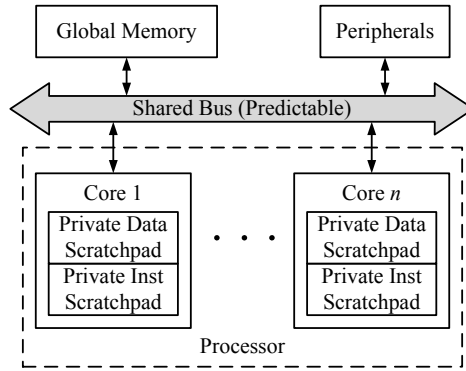 Global Memory
Peripherals
Shared Bus (Predictable)
Core 1
Private Data
Scratchpad
Private Inst
Scratchpad
. . .
Core n
Private Data
Scratchpad
Private Inst
Scratchpad
Processor